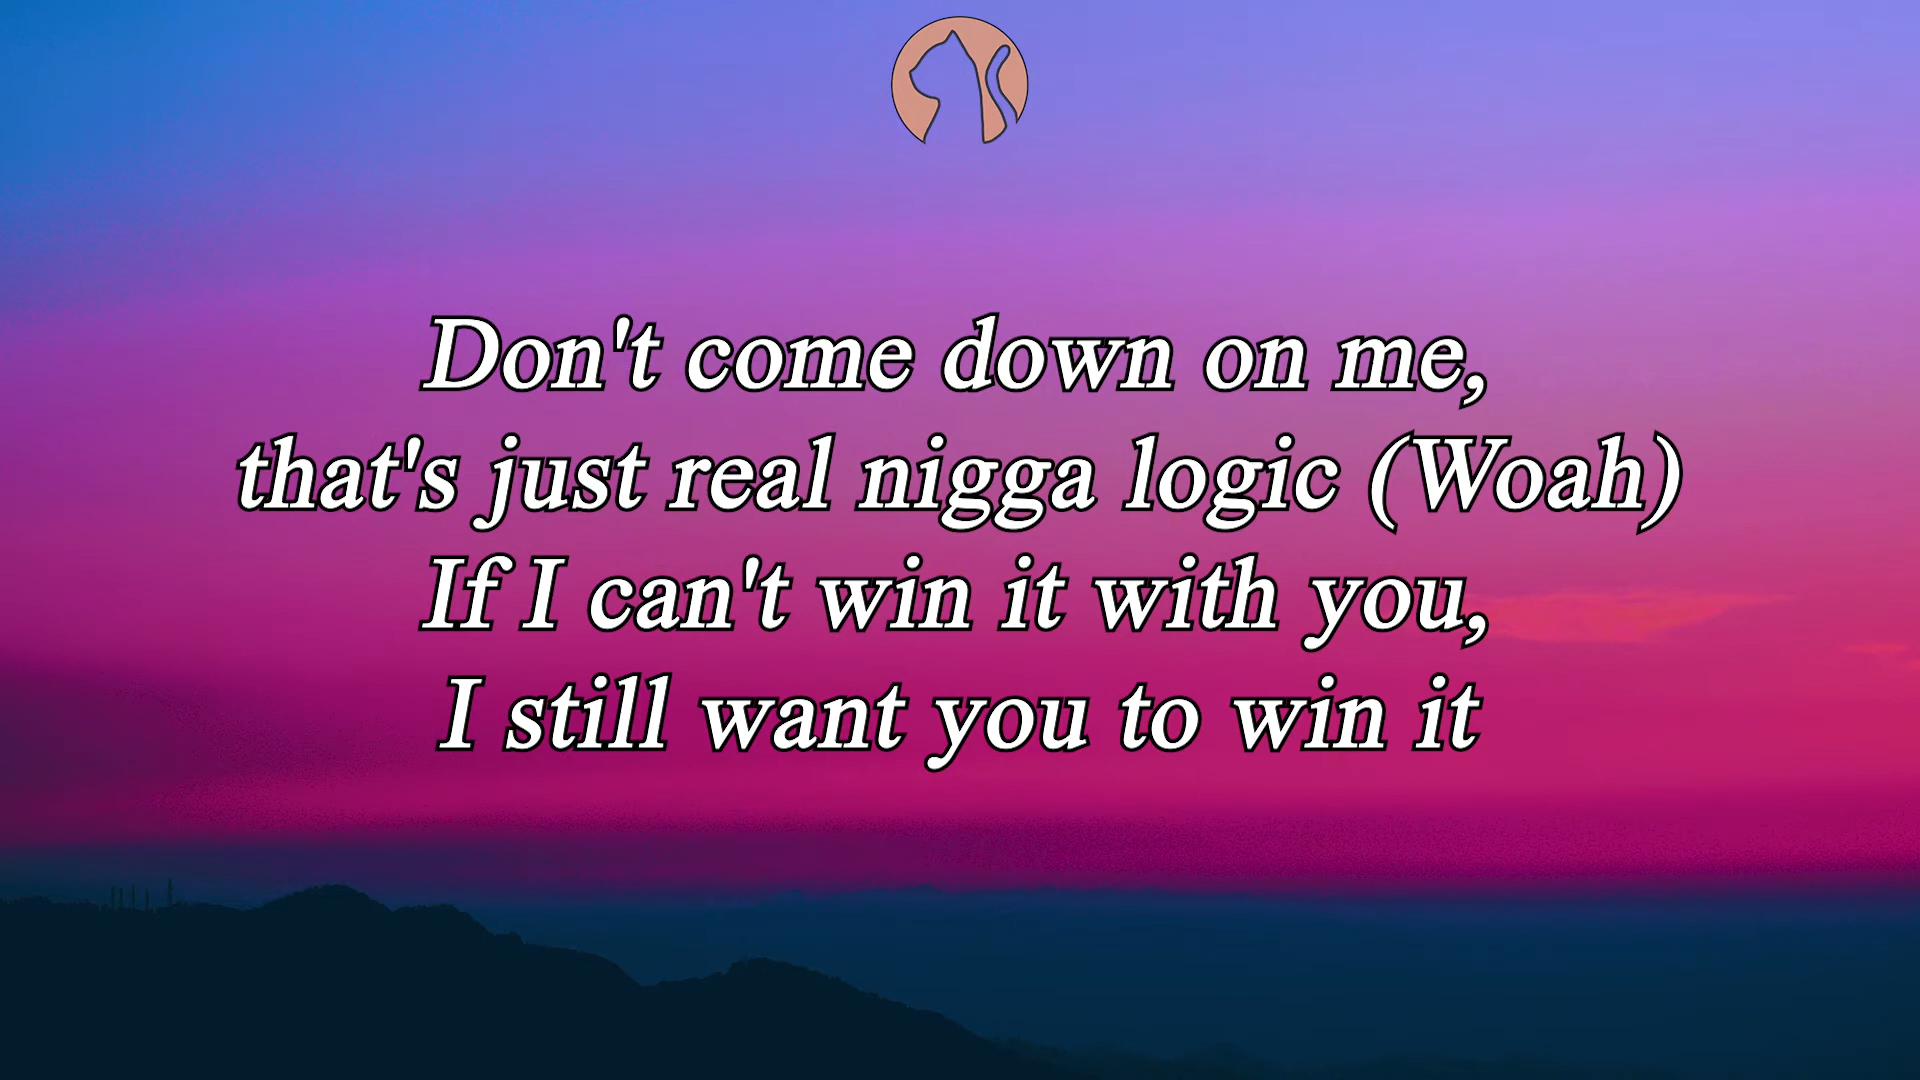 Don't come down on me,
that's just real nigga logic (Woah)
If I can't win it with you,
I still want you to win it